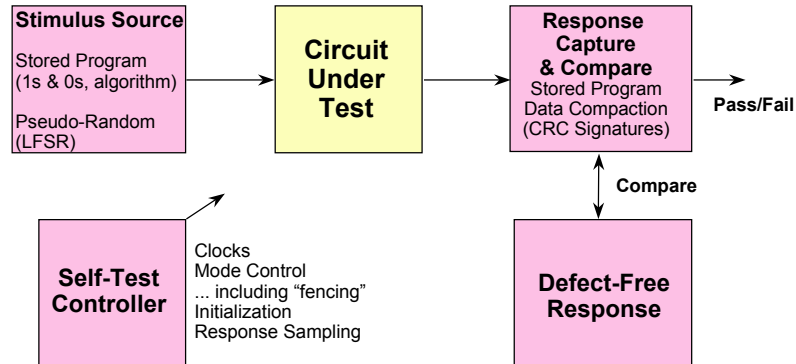 Stimulus Source
Stored Program
(1s & 0s, algorithm)
Pseudo-Random
(LFSR)
Circuit
Under
Test
Response
Capture
& Compare
Stored Program
Data Compaction
(CRC Signatures)
Pass/Fail
Compare
Self-Test
Controller
Clocks
Mode Control
... including “fencing”
Initialization
Response Sampling
Defect-Free
Response